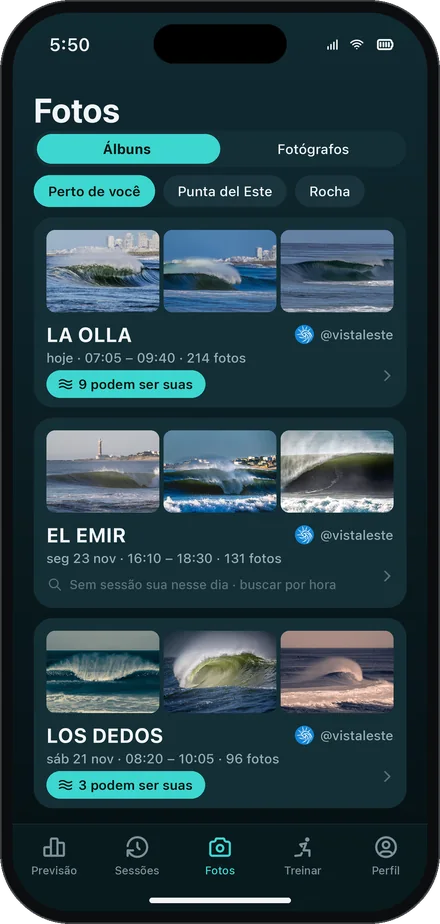 5:50
Fotos
Álbuns Fotógrafos
Perto de você Punta del Este Rocha
LA OLLA @vistaleste
hoje · 07:05 – 09:40 · 214 fotos
9 podem ser suas
EL EMIR @vistaleste
seg 23 nov · 16:10 – 18:30 · 131 fotos
Sem sessão sua nesse dia · buscar por hora
LOS DEDOS @vistaleste
sáb 21 nov · 08:20 – 10:05 · 96 fotos
3 podem ser suas
Previsão Sessões Fotos Treinar Perfil